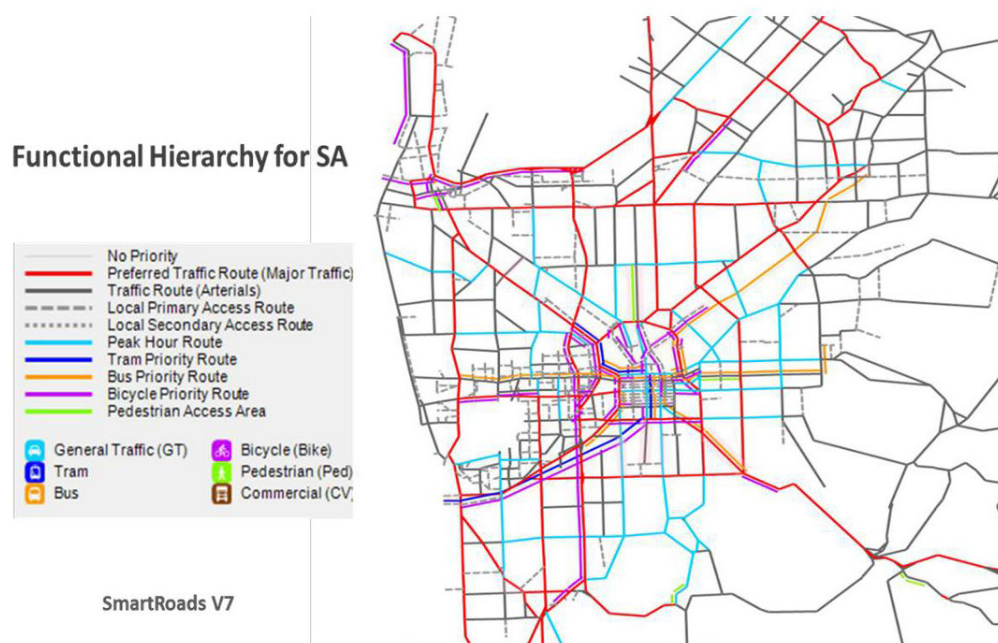 Functional Hierarchy for SA
No Priority
Preferred Traffic Route (Major Traffic)
Traffic Route (Arterials)
Local Primary Access Route
Local Secondary Access Route
Peak Hour Route
Tram Priority Route
Bus Priority Route
Bicycle Priority Route
Pedestrian Access Area
General Traffic (GT)
Tram
Bus
Bicycle (Bike)
Pedestrian (Ped)
Commercial (CV)
SmartRoads V7